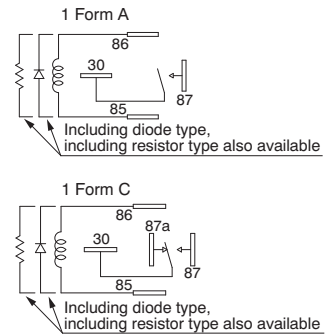 1 Form A
86
30
87
85
Including diode type,
including resistor type also available
1 Form C
86
87a
30
87
85
Including diode type,
including resistor type also available